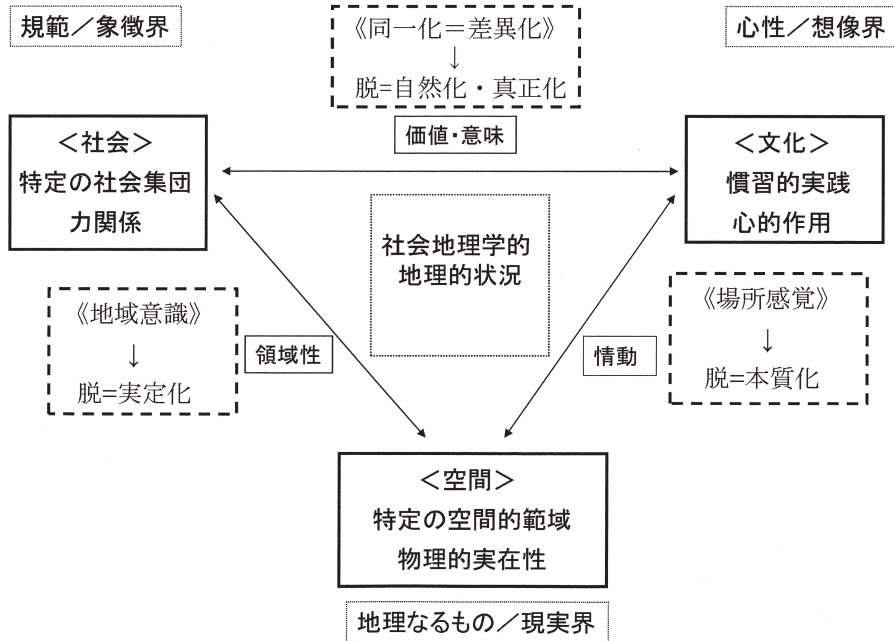 規範／象徴界
《同一化＝差異化》
↓
脱=自然化・真正化
心性／想像界
価値・意味
＜社会＞
特定の社会集団
力関係
＜文化＞
慣習的実践
心的作用
社会地理学的
地理的状況
《地域意識》
↓
脱=実定化
領域性
情動
《場所感覚》
↓
脱=本質化
＜空間＞
特定の空間的範域
物理的実在性
地理なるもの／現実界